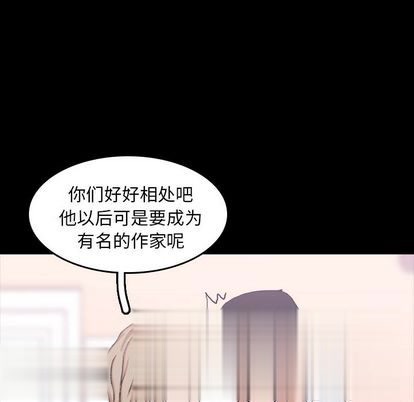 你们好好相处吧
他以后可是要成为
有名的作家呢